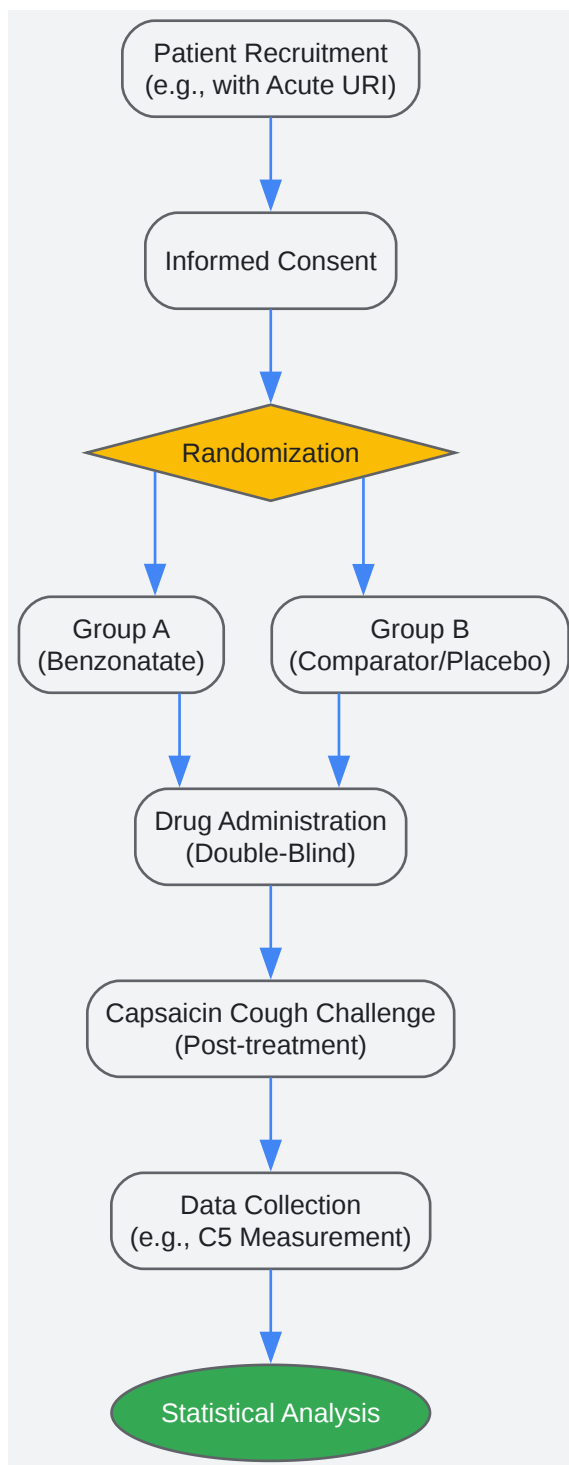 Patient Recruitment
(e.g., with Acute URI)
Informed Consent
Randomization
Group A
(Benzonatate)
Group B
(Comparator/Placebo)
Drug Administration
(Double-Blind)
Capsaicin Cough Challenge
(Post-treatment)
Data Collection
(e.g., C5 Measurement)
Statistical Analysis